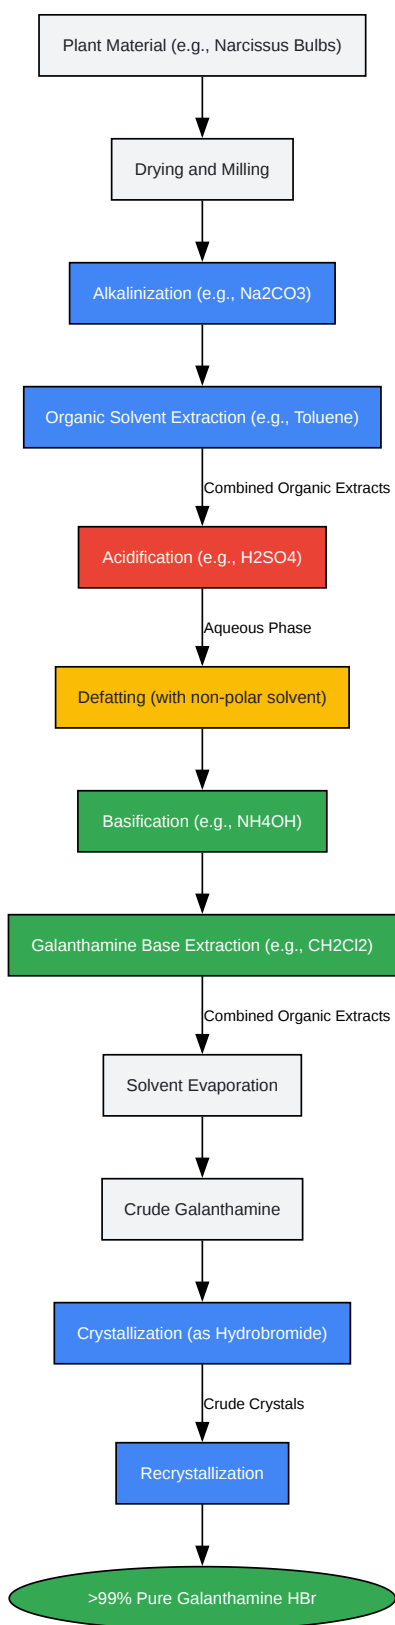 Plant Material (e.g., Narcissus Bulbs)
Drying and Milling
Alkalinization (e.g., Na2CO3)
Organic Solvent Extraction (e.g., Toluene)
Combined Organic Extracts
Acidification (e.g., H2SO4)
Aqueous Phase
Defatting (with non-polar solvent)
Basification (e.g., NH4OH)
Galanthamine Base Extraction (e.g., CH2Cl2)
Combined Organic Extracts
Solvent Evaporation
Crude Galanthamine
Crystallization (as Hydrobromide)
Crude Crystals
Recrystallization
>99% Pure Galanthamine HBr